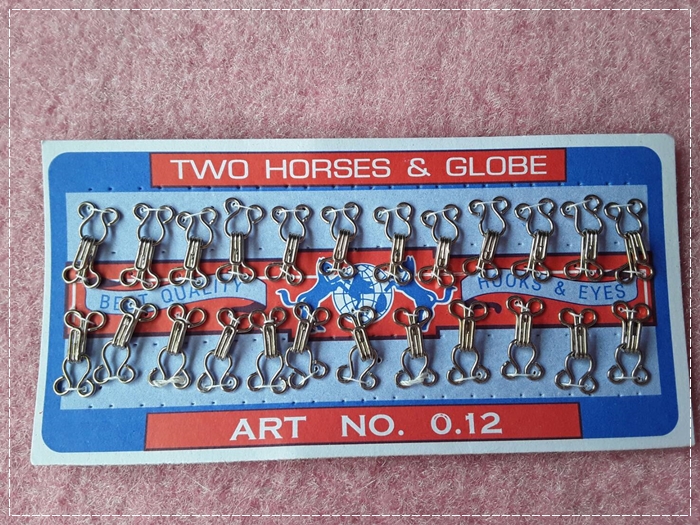 TWO HORSES & GLOBE
BEST QUALITY
HOOKS & EYES
ART NO. 0.12